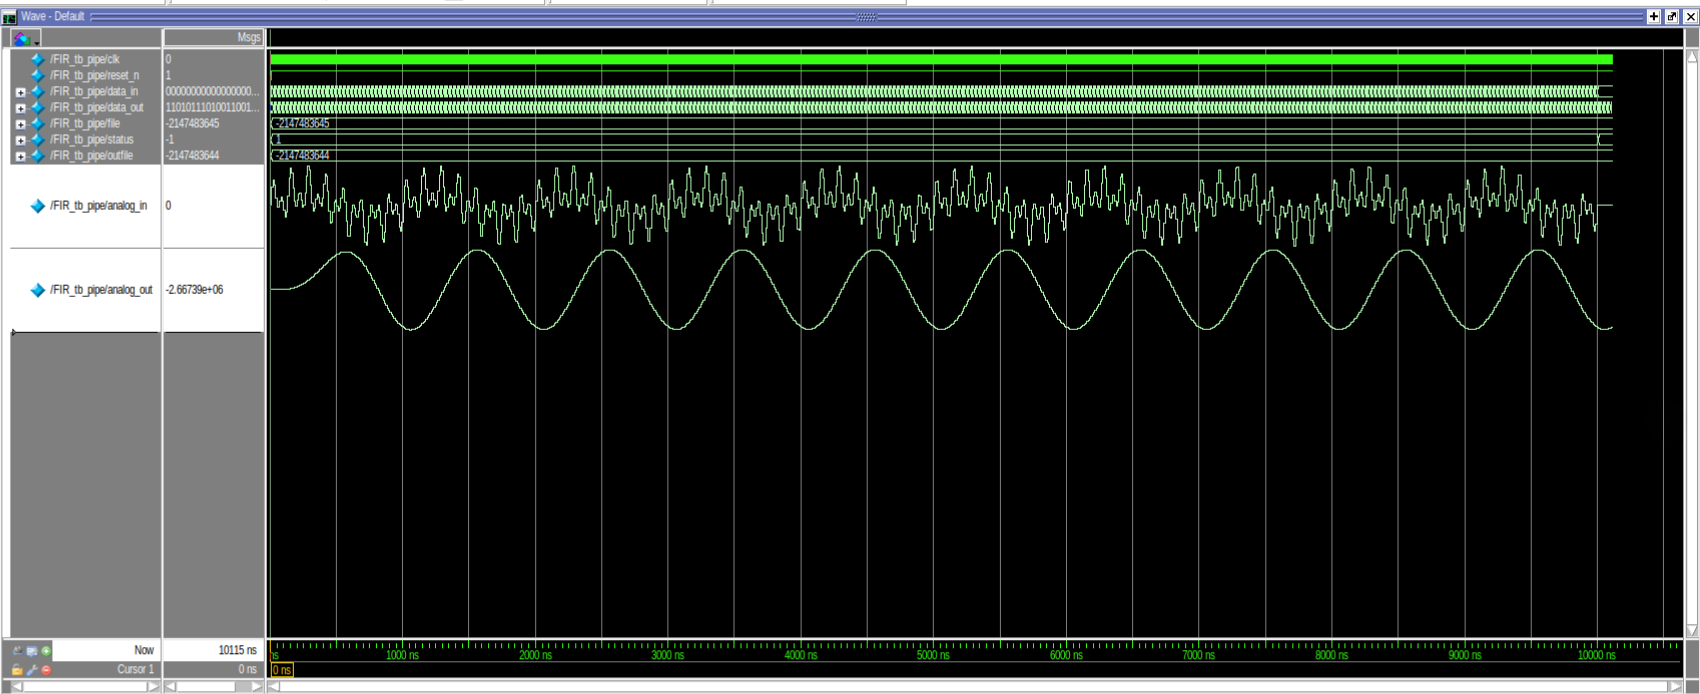 Wave - Default
Msgs
/FIR_tb_pipe/clk 0
/FIR_tb_pipe/reset_n 1
/FIR_tb_pipe/data_in 00000000000000000...
/FIR_tb_pipe/data_out 11010111010011001...
/FIR_tb_pipe/file -2147483645 -2147483645
/FIR_tb_pipe/status -1 1
/FIR_tb_pipe/outfile -2147483644 -2147483644
/FIR_tb_pipe/analog_in 0
/FIR_tb_pipe/analog_out -2.66739e+06
Now 10115 ns ns 1000 ns 2000 ns 3000 ns 4000 ns 5000 ns 6000 ns 7000 ns 8000 ns 9000 ns 10000 ns
Cursor 1 0 ns 0 ns